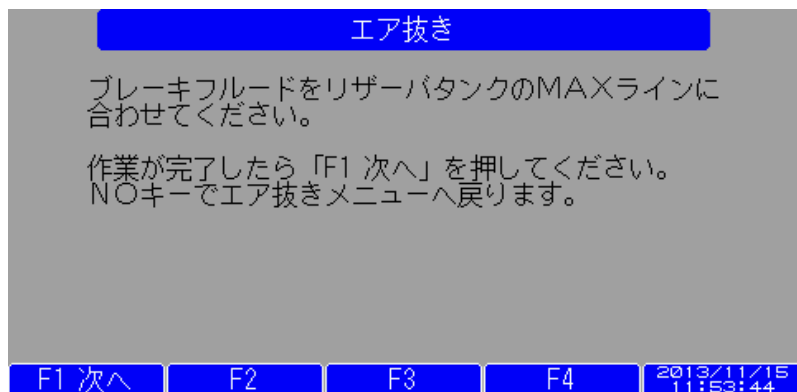 エア抜き
ブレーキフルードをリザーバタンクのMAXラインに
合わせてください。
作業が完了したら「F1 次へ」を押してください。
NOキーでエア抜きメニューへ戻ります。
F1 次へ
F2
F3
F4
2013/11/15
11:53:44